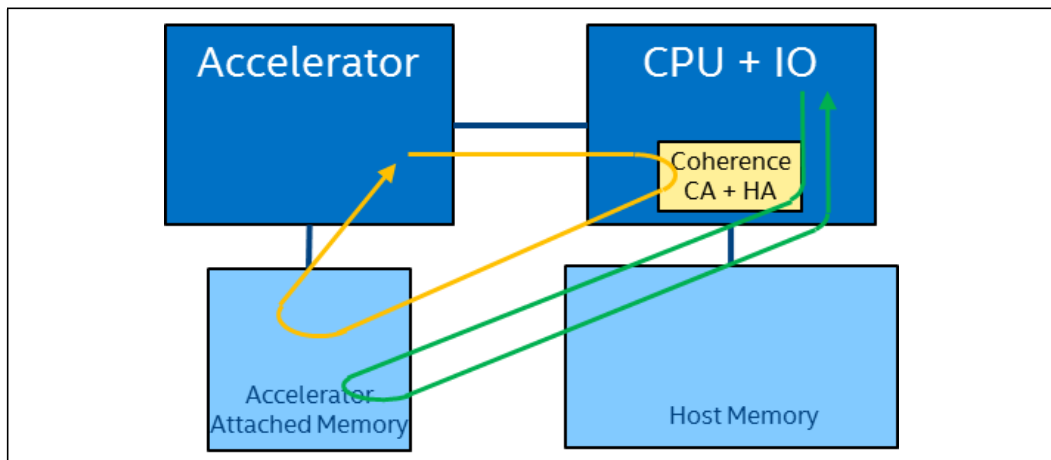 Accelerator
CPU + IO
Coherence
CA + HA
Accelerator
Attached Memory
Host Memory